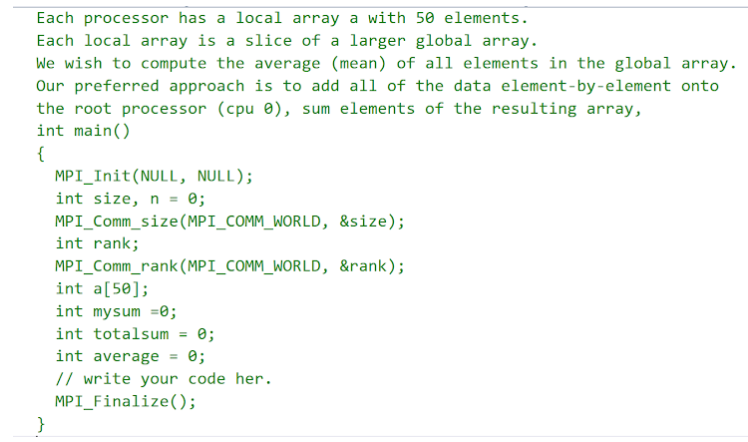 Each processor has a local array a with 50 elements.
Each local array is a slice of a larger global array.
We wish to compute the average (mean) of all elements in the global array.
Our preferred approach is to add all of the data element-by-element onto
the root processor (cpu 0), sum elements of the resulting array,
int main()
{
MPI_Init(NULL, NULL);
int size, n = 0;
MPI_Comm_size(MPI_COMM_WORLD, &size);
int rank;
MPI_Comm_rank(MPI_COMM_WORLD, &rank);
int a[50];
int mysum =0;
int totalsum = 0;
int average = 0;
// write your code her.
MPI_Finalize();
}